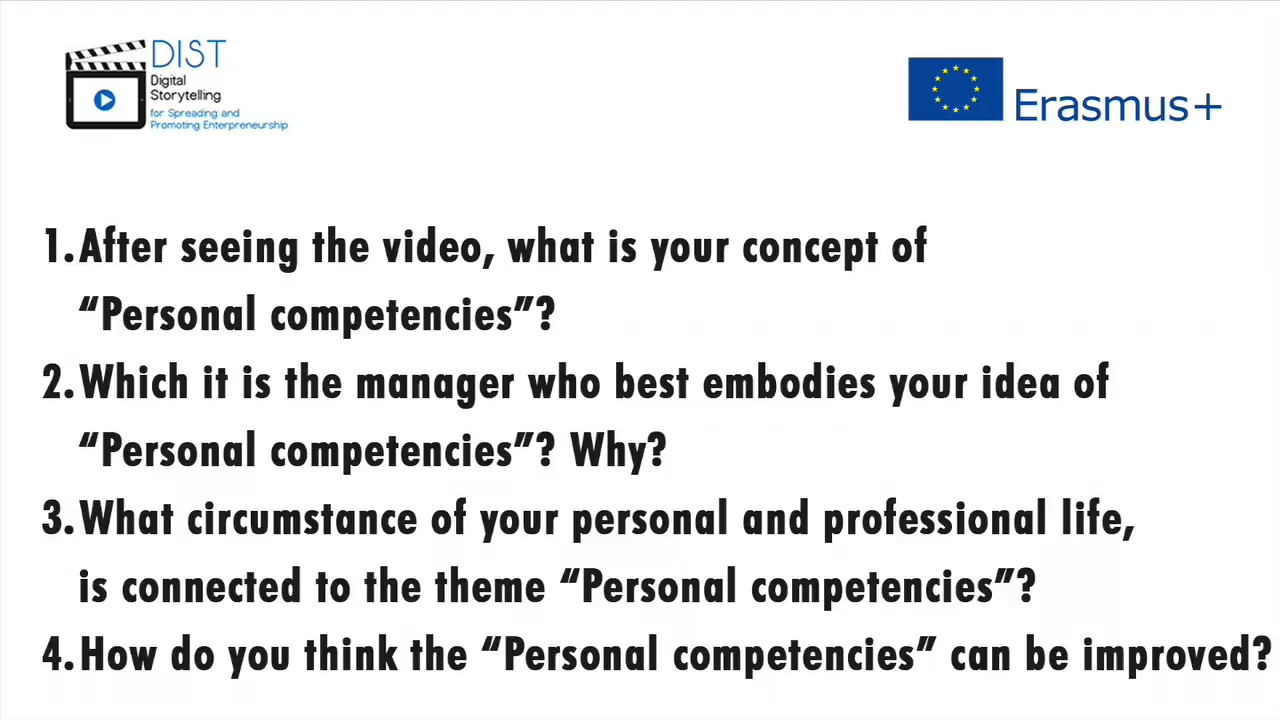 DIST
Digital
Storytelling
for Spreading and
Promoting Enterpreneurship
Erasmus+
1. After seeing the video, what is your concept of
“Personal competencies”?
2. Which it is the manager who best embodies your idea of
“Personal competencies”? Why?
3. What circumstance of your personal and professional life,
is connected to the theme “Personal competencies”?
4. How do you think the “Personal competencies” can be improved?